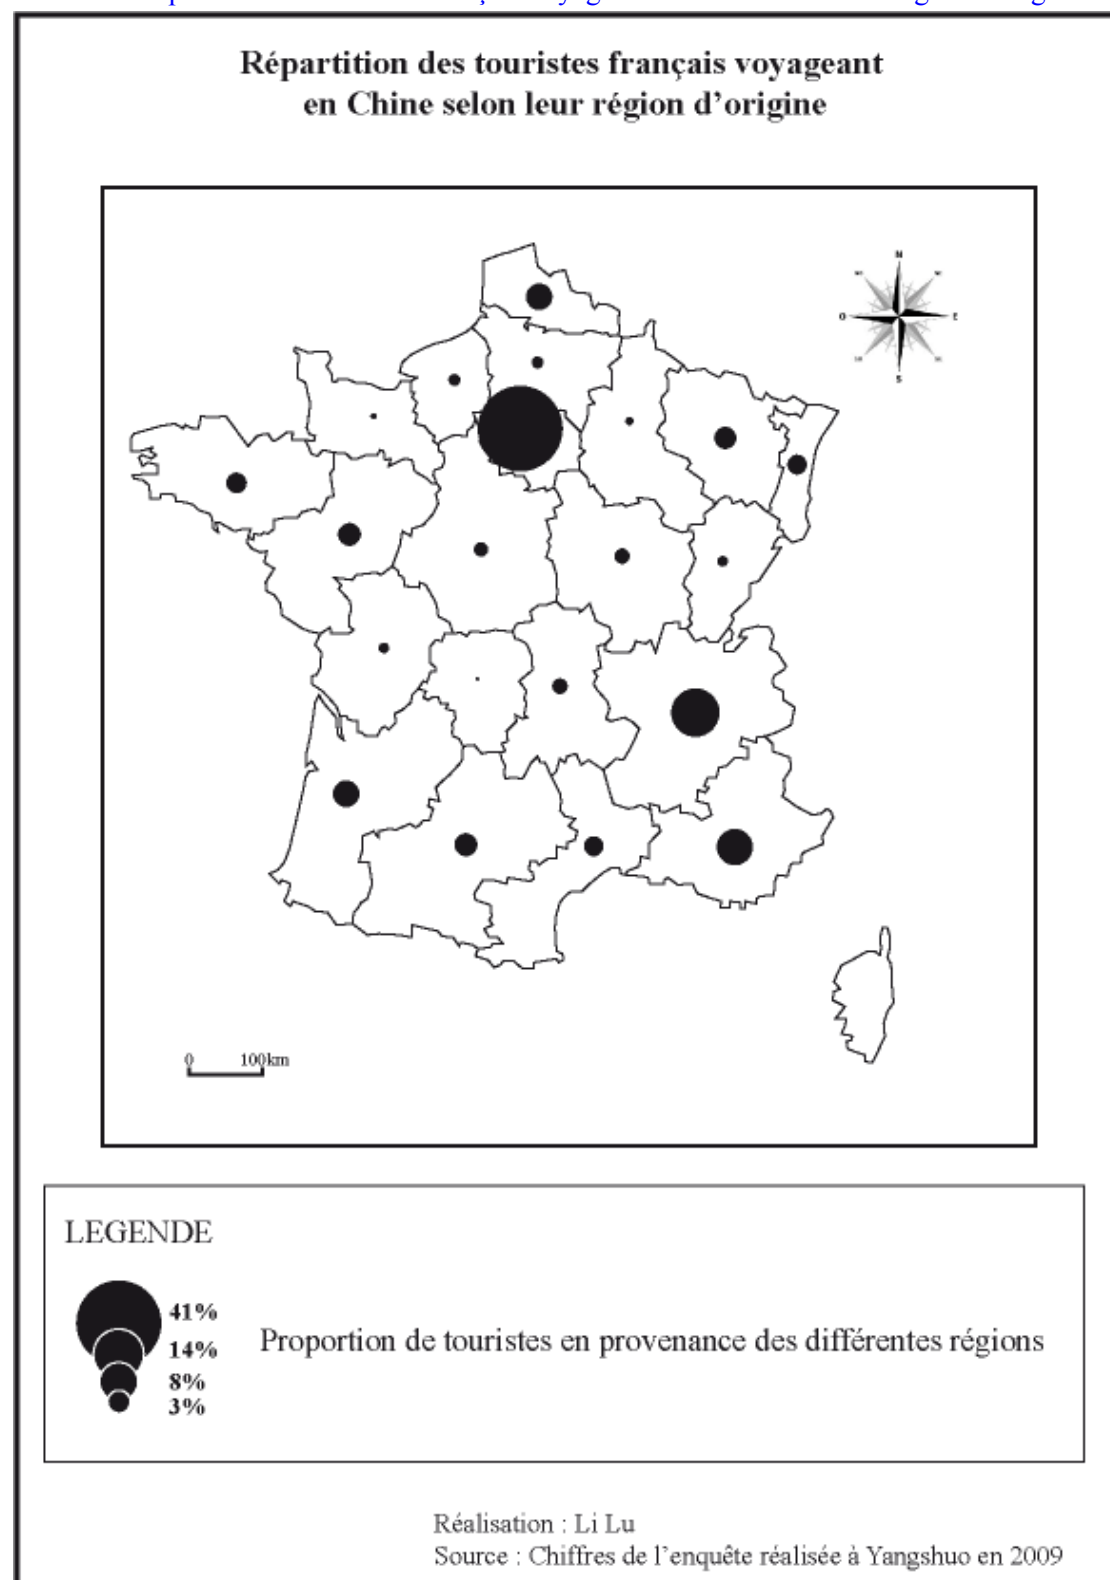 Répartition des touristes français voyageant
en Chine selon leur région d’origine
N
O
E
S
0 100km
LEGENDE
41%
14%
8%
3%
Proportion de touristes en provenance des différentes régions
Réalisation : Li Lu
Source : Chiffres de l’enquête réalisée à Yangshuo en 2009